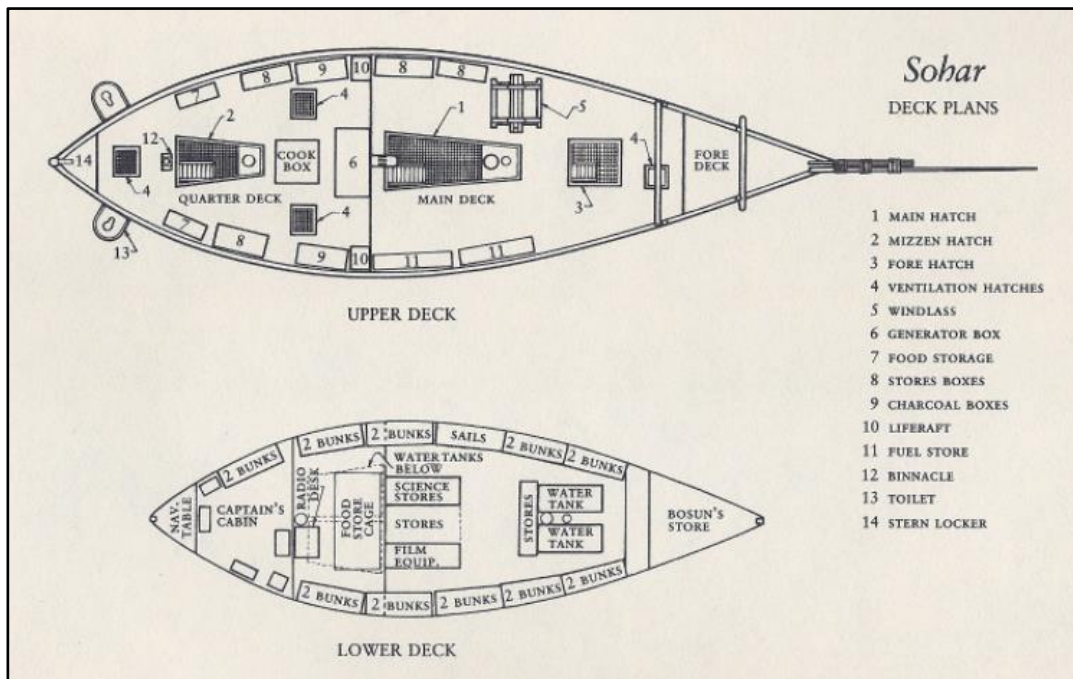 Sohar
DECK PLANS
8
9
10
8
8
7
4
5
2
1
4
12
14
COOK
BOX
6
FORE
DECK
4
QUARTER DECK
MAIN DECK
3
4
7
8
13
9
10
11
11
UPPER DECK
1 MAIN HATCH
2 MIZZEN HATCH
3 FORE HATCH
4 VENTILATION HATCHES
5 WINDLASS
6 GENERATOR BOX
7 FOOD STORAGE
8 STORES BOXES
9 CHARCOAL BOXES
10 LIFERAFT
11 FUEL STORE
12 BINNACLE
13 TOILET
14 STERN LOCKER
2 BUNKS
2 BUNKS
2 BUNKS
SAILS
2 BUNKS
2 BUNKS
WATER TANKS
BELOW
NAV-
TABLE
CAPTAIN'S
CABIN
RADIO
DESK
FOOD
STORE
CAGE
SCIENCE
STORES
STORES
FILM
EQUIP.
STORES
WATER
TANK
WATER
TANK
BOSUN'S
STORE
2 BUNKS
2 BUNKS
2 BUNKS
2 BUNKS
2 BUNKS
LOWER DECK